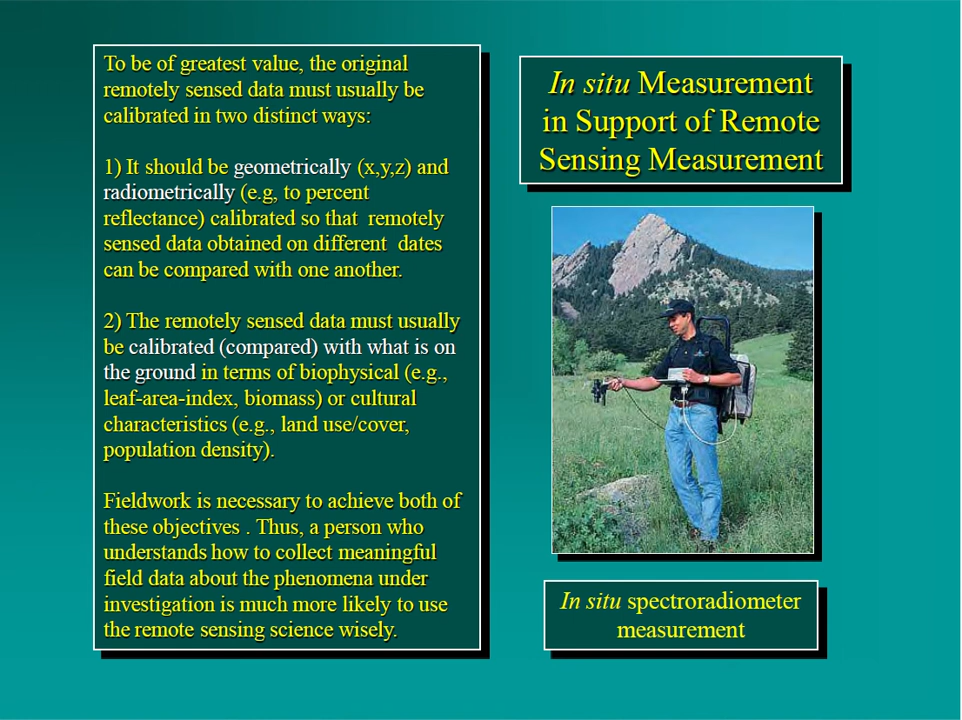 To be of greatest value, the original
remotely sensed data must usually be
calibrated in two distinct ways:
1) It should be geometrically (x,y,z) and
radiometrically (e.g, to percent
reflectance) calibrated so that remotely
sensed data obtained on different dates
can be compared with one another.
2) The remotely sensed data must usually
be calibrated (compared) with what is on
the ground in terms of biophysical (e.g.,
leaf-area-index, biomass) or cultural
characteristics (e.g., land use/cover,
population density).
Fieldwork is necessary to achieve both of
these objectives . Thus, a person who
understands how to collect meaningful
field data about the phenomena under
investigation is much more likely to use
the remote sensing science wisely.
In situ Measurement
in Support of Remote
Sensing Measurement
In situ spectroradiometer
measurement